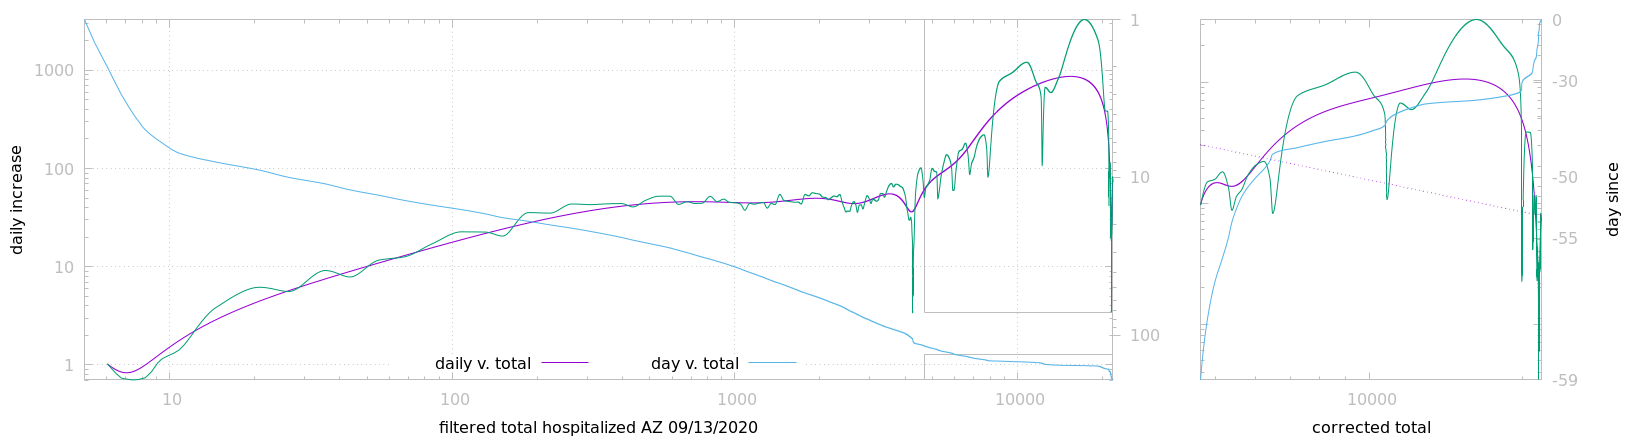 1
0
1000
-30
daily increase
100
10
-50
day since
10
-55
100
1
daily v. total
day v. total
-59
10
100
1000
10000
10000
filtered total hospitalized AZ 09/13/2020
corrected total